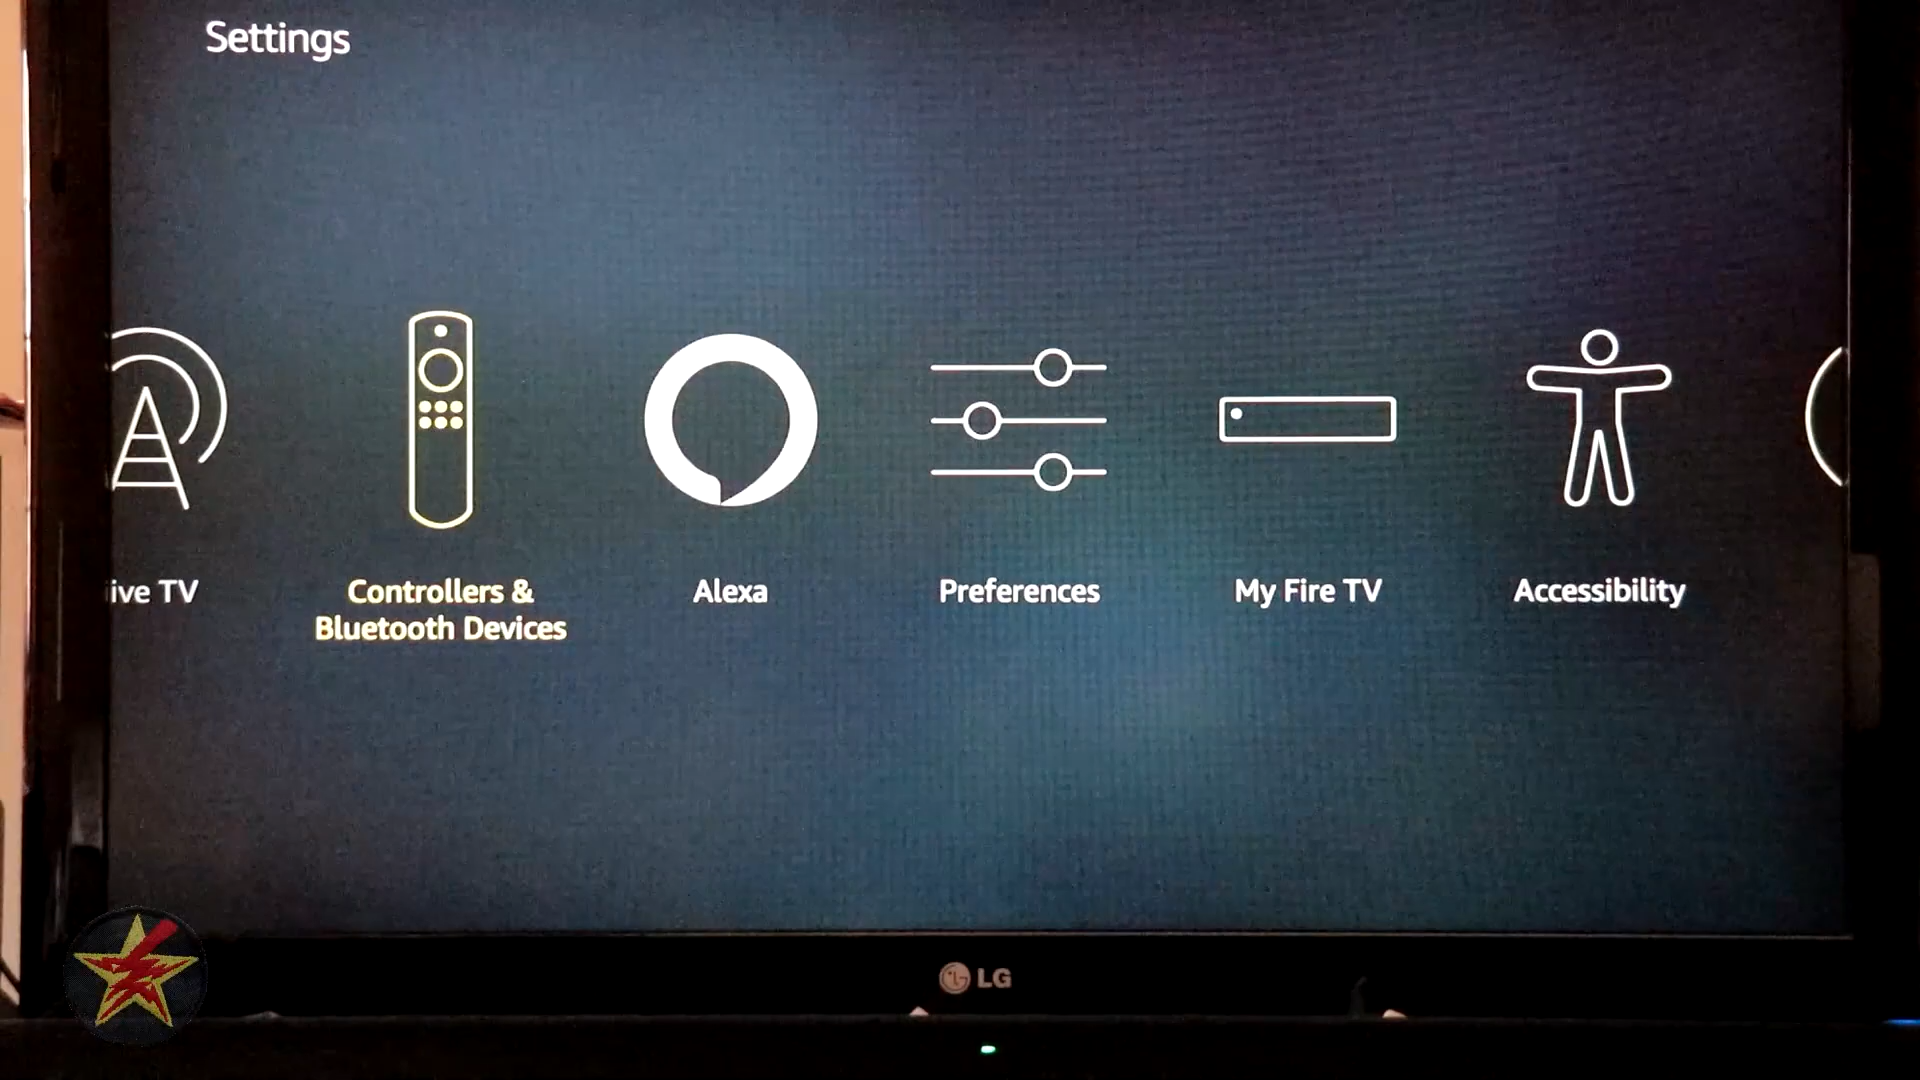 Settings
ive TV
Controllers &
Bluetooth Devices
Alexa
Preferences
My Fire TV
Accessibility
LG